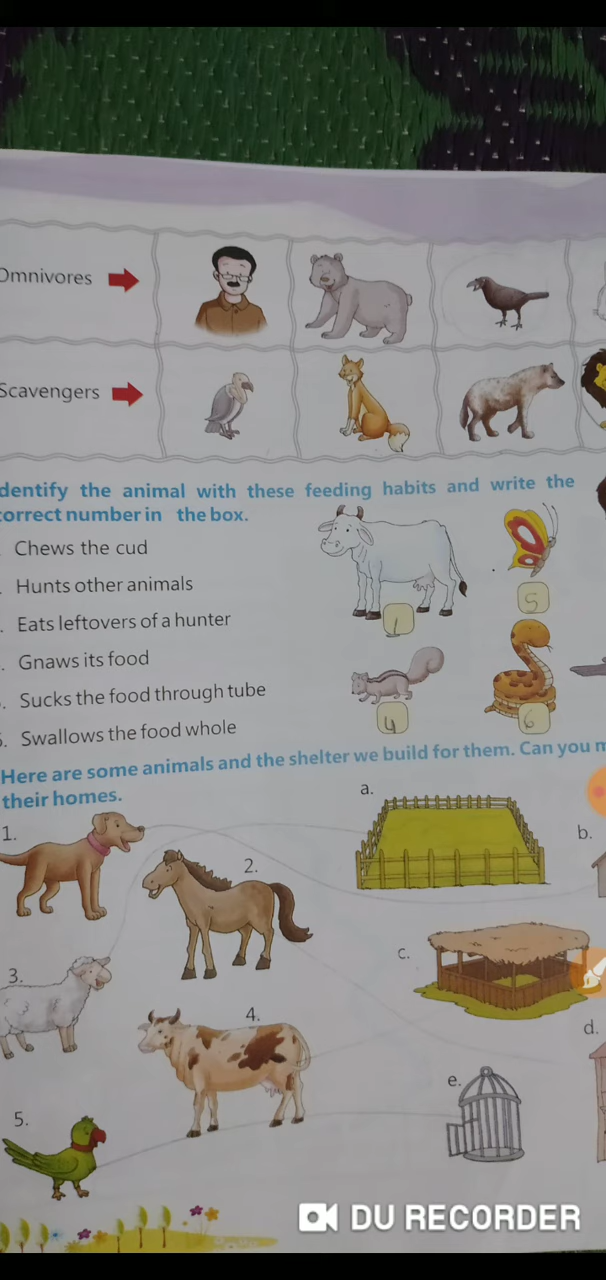 Omnivores
Scavengers
dentify the animal with these feeding habits and write the
orrect number in the box.
Chews the cud
Hunts other animals
Eats leftovers of a hunter
Gnaws its food
Sucks the food through tube
Swallows the food whole
1
5
4
6
Here are some animals and the shelter we build for them. Can you m
their homes.
1.
a.
2.
b.
3.
c.
4.
d.
5.
e.
DU RECORDER